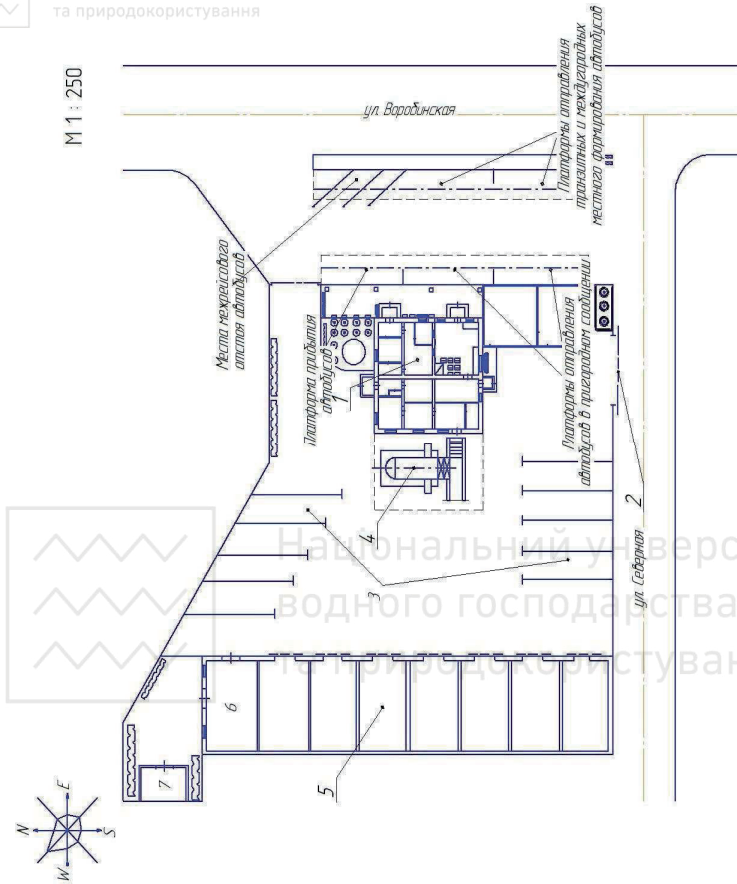 та природокористування
М 1 : 250
ул. Воробинская
Платформы отправления
транзитных и междугородных
местного формирования автобусов
Места межрейсового
отстоя автобусов
Платформа прибытия
автобусов
Платформы отправления
автобусов в пригородном сообщении
1
2
3
4
5
6
7
ул. Северная
Національний універс
водного господарства
та природокористуван
N
E
S
W